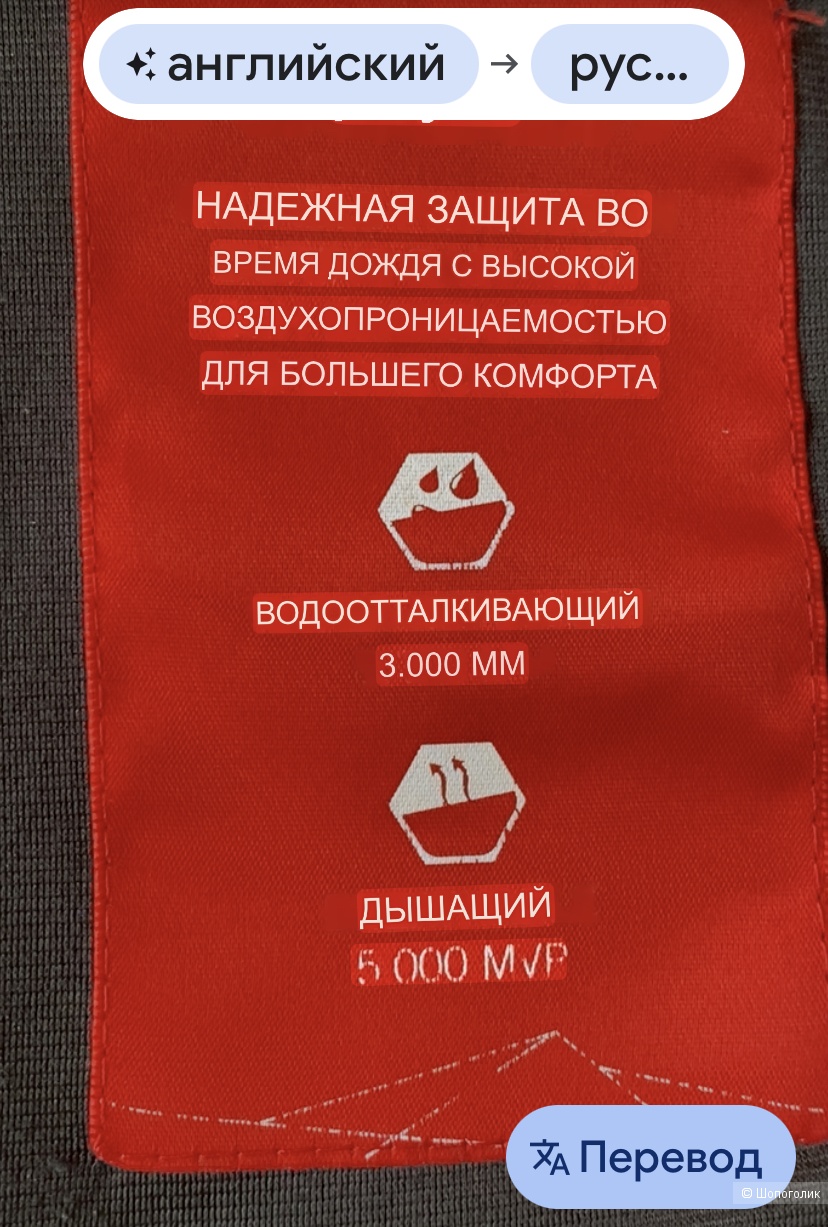 английский → рус...
НАДЕЖНАЯ ЗАЩИТА ВО
ВРЕМЯ ДОЖДЯ С ВЫСОКОЙ
ВОЗДУХОПРОНИЦАЕМОСТЬЮ
ДЛЯ БОЛЬШЕГО КОМФОРТА
ВОДООТТАЛКИВАЮЩИЙ
3.000 ММ
ДЫШАЩИЙ
5 000 MVP
Перевод
© Шопоголик